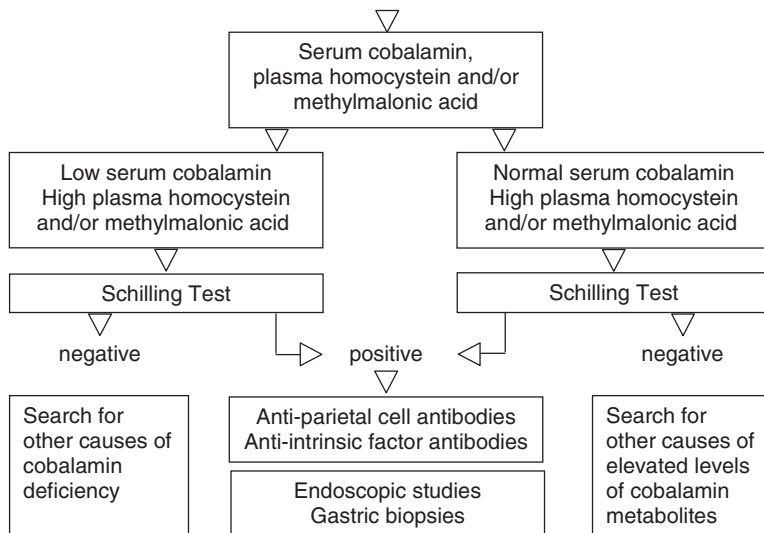 Serum cobalamin,
plasma homocystein and/or
methylmalonic acid
Low serum cobalamin
High plasma homocystein
and/or methylmalonic acid
Normal serum cobalamin
High plasma homocystein
and/or methylmalonic acid
Schilling Test
Schilling Test
negative
positive
negative
Search for
other causes of
cobalamin
deficiency
Anti-parietal cell antibodies
Anti-intrinsic factor antibodies
Endoscopic studies
Gastric biopsies
Search for
other causes of
elevated levels
of cobalamin
metabolites